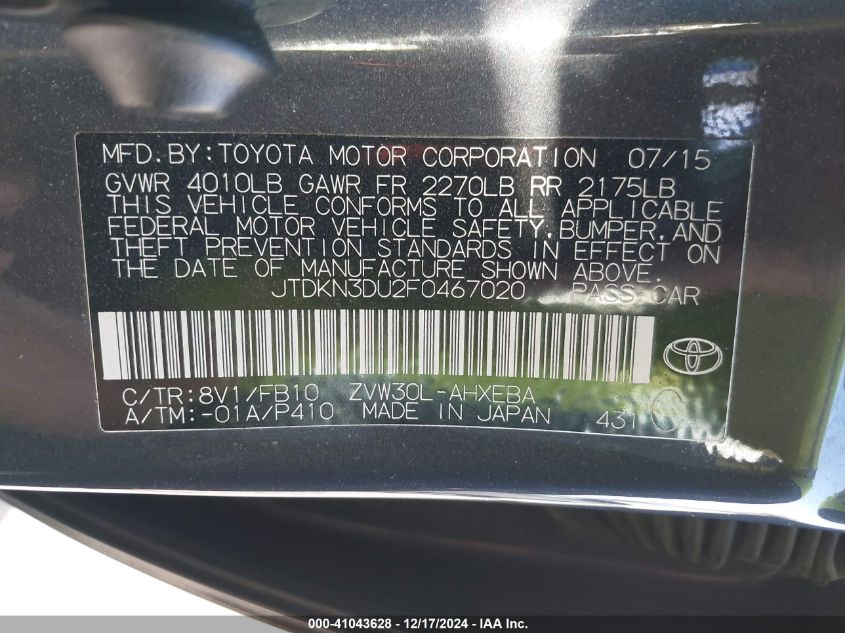 MFD.BY:TOYOTA MOTOR CORPORATION 07/15
GVWR 4010LB GAWR FR 2270LB RR 2175LB
THIS VEHICLE CONFORMS TO ALL APPLICABLE
FEDERAL MOTOR VEHICLE SAFETY,BUMPER,AND
THEFT PREVENTION STANDARDS IN EFFECT ON
THE DATE OF MANUFACTURE SHOWN ABOVE.
JTDKN3DU2F0467020 PASS.CAR
C/TR:8V1/FB10 ZVW30L-AHXEBA
A/TM:-01A/P410 MADE IN JAPAN 431 C
000-41043628 - 12/17/2024 - IAA Inc.